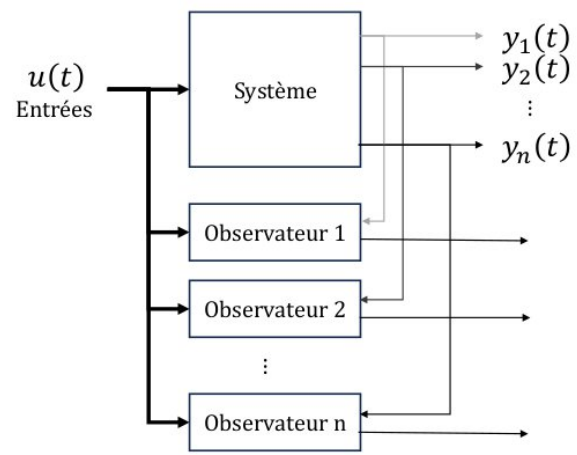 y₁(t)
u(t)
Entrées
Système
y₂(t)
⋮
yₙ(t)
Observateur 1
Observateur 2
⋮
Observateur n